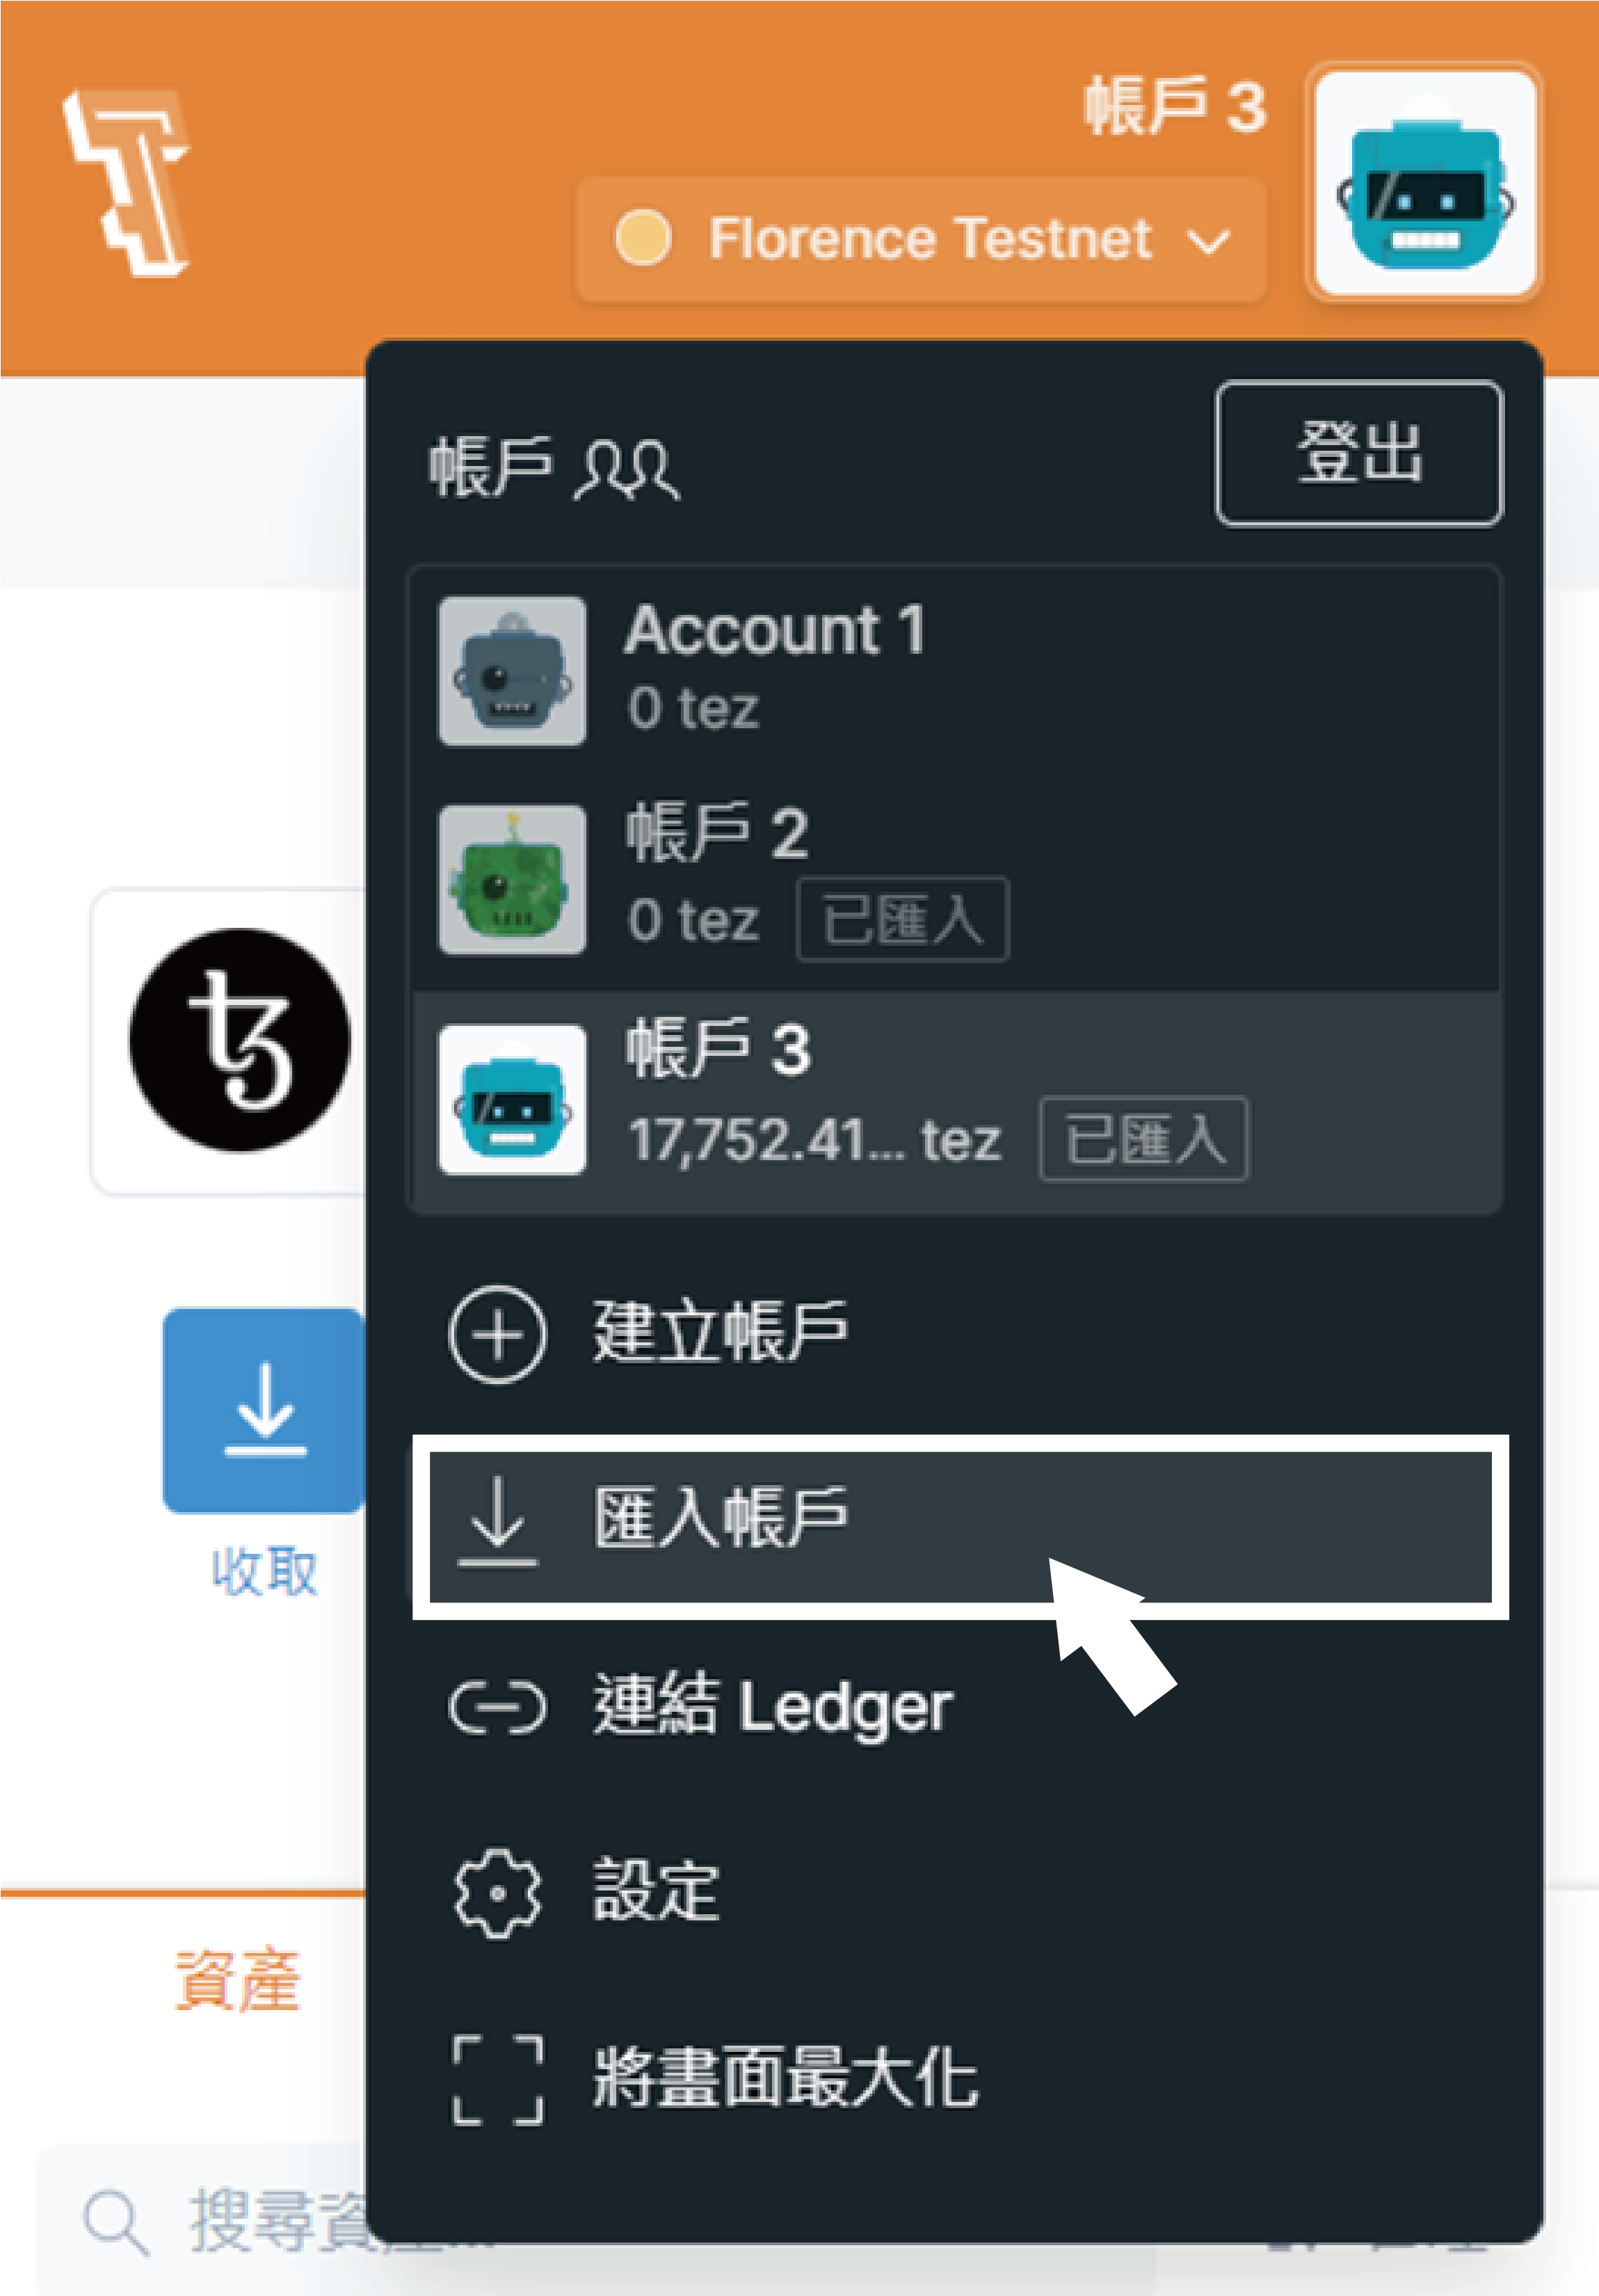 帳戶 3
Florence Testnet
帳戶
登出
Account 1
0 tez
帳戶 2
0 tez 已匯入
帳戶 3
17,752.41... tez 已匯入
建立帳戶
匯入帳戶
收取
連結 Ledger
設定
資產
將畫面最大化
搜尋資